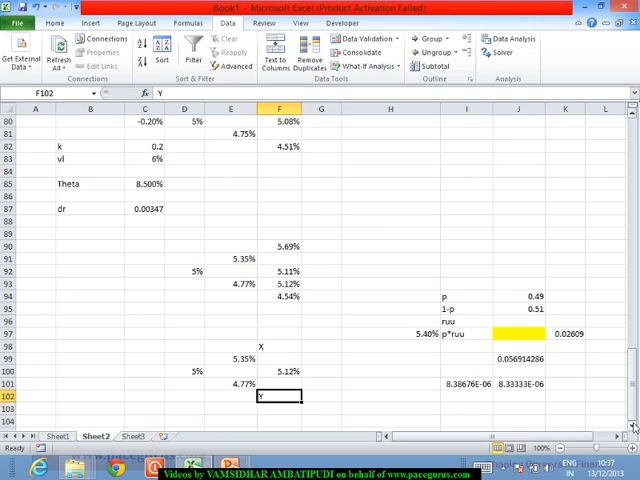 Book1 - Microsoft Excel (Product Activation Failed)
File Home Insert Page Layout Formulas Data Review View Developer
Get External Data
Refresh All
Connections
Properties
Edit Links
Connections
Sort
Filter
Clear
Reapply
Advanced
Sort & Filter
Text to Columns
Remove Duplicates
Data Validation
Consolidate
What-If Analysis
Data Tools
Group
Ungroup
Subtotal
Outline
Data Analysis
Solver
Analysis
F102 fx Y
A B C D E F G H I J K L
80 -0.20% 5% 5.08%
81 4.75%
82 k 0.2 4.51%
83 vl 6%
84
85 Theta 8.500%
86
87 dr 0.00347
88
89
90 5.69%
91 5.35%
92 5% 5.11%
93 4.77% 5.12%
94 4.54% p 0.49
95 1-p 0.51
96 ruu
97 5.40% p*ruu 0.02609
98 X
99 5.35% 0.056914286
100 5% 5.12%
101 4.77% 8.38676E-06 8.33333E-06
102 Y
103
104
Sheet1 Sheet2 Sheet3
Ready 100%
www.pacegurus.com
Videos by VAMSIDHAR AMBATIPUDI on behalf of www.pacegurus.com
ENG
IN
10:37
13/12/2013